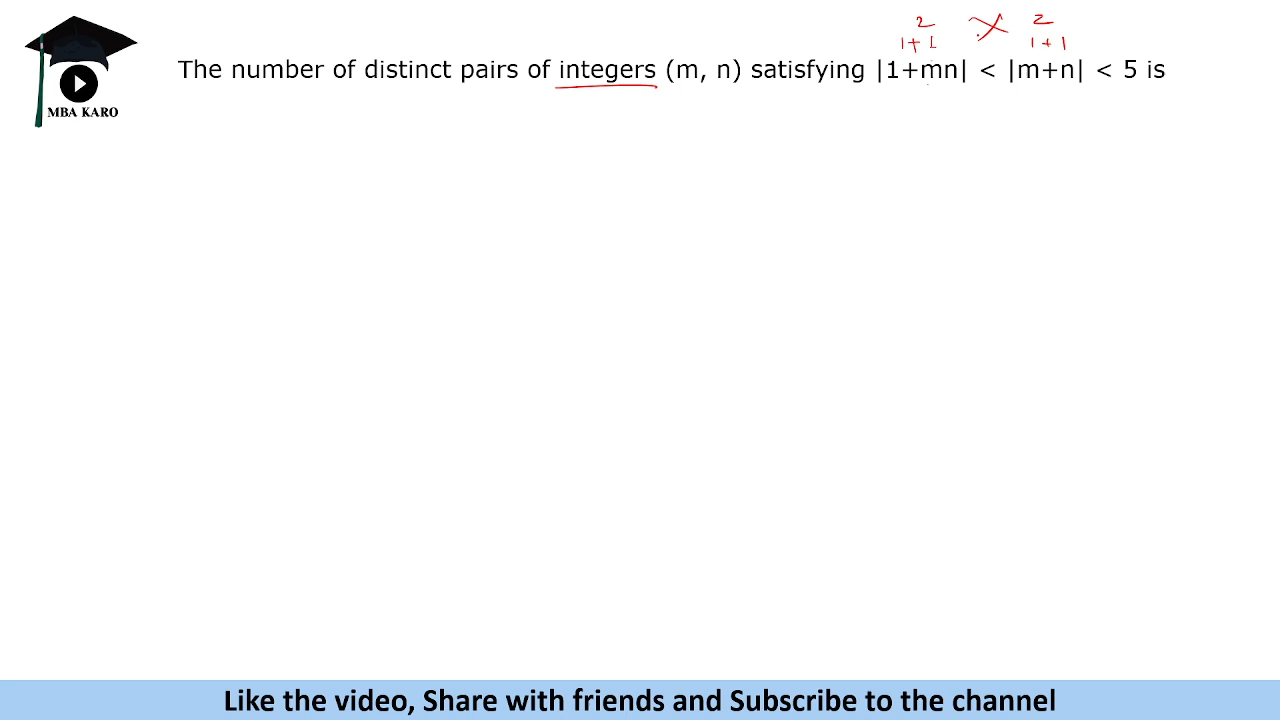 2 2
1+1 1+1
The number of distinct pairs of integers (m, n) satisfying |1+mn| < |m+n| < 5 is
MBA KARO
Like the video, Share with friends and Subscribe to the channel